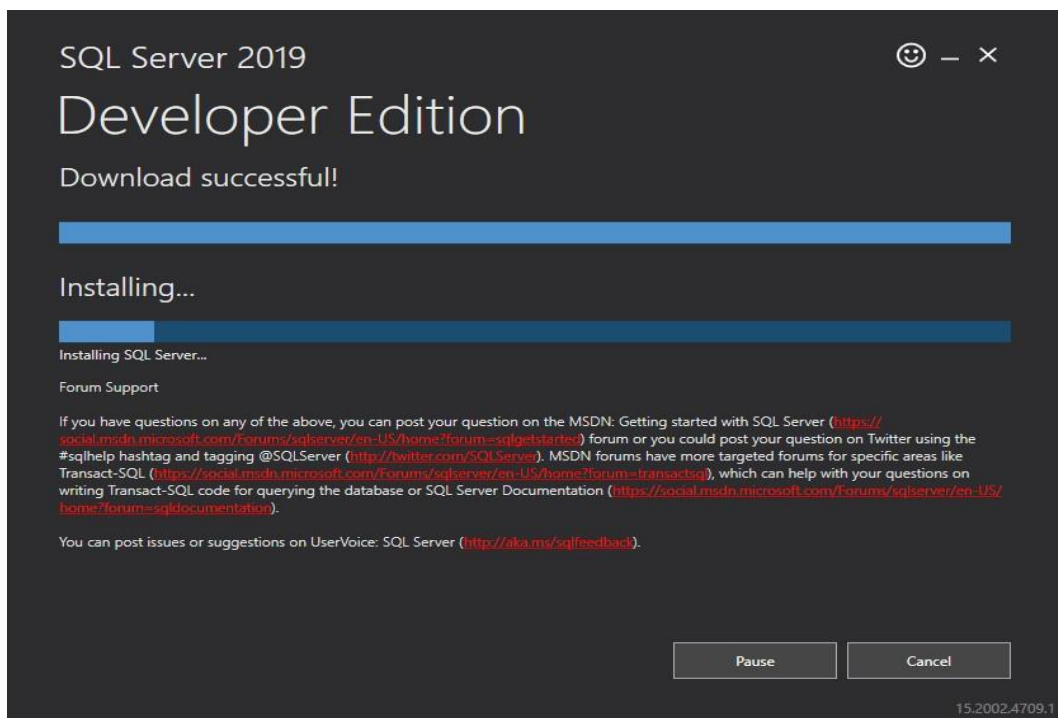 SQL Server 2019
Developer Edition
Download successful!
Installing...
Installing SQL Server...
Forum Support
If you have questions on any of the above, you can post your question on the MSDN: Getting started with SQL Server (https://
social.msdn.microsoft.com/Forums/sqlserver/en-US/home?forum=sqlgetstarted) forum or you could post your question on Twitter using the
#sqlhelp hashtag and tagging @SQLServer (http://twitter.com/SQLServer). MSDN forums have more targeted forums for specific areas like
Transact-SQL (https://social.msdn.microsoft.com/Forums/sqlserver/en-US/home?forum=transactsql), which can help with your questions on
writing Transact-SQL code for querying the database or SQL Server Documentation (https://social.msdn.microsoft.com/Forums/sqlserver/en-US/
home?forum=sqldocumentation).
You can post issues or suggestions on UserVoice: SQL Server (http://aka.ms/sqlfeedback).
Pause
Cancel
15.2002.4709.1